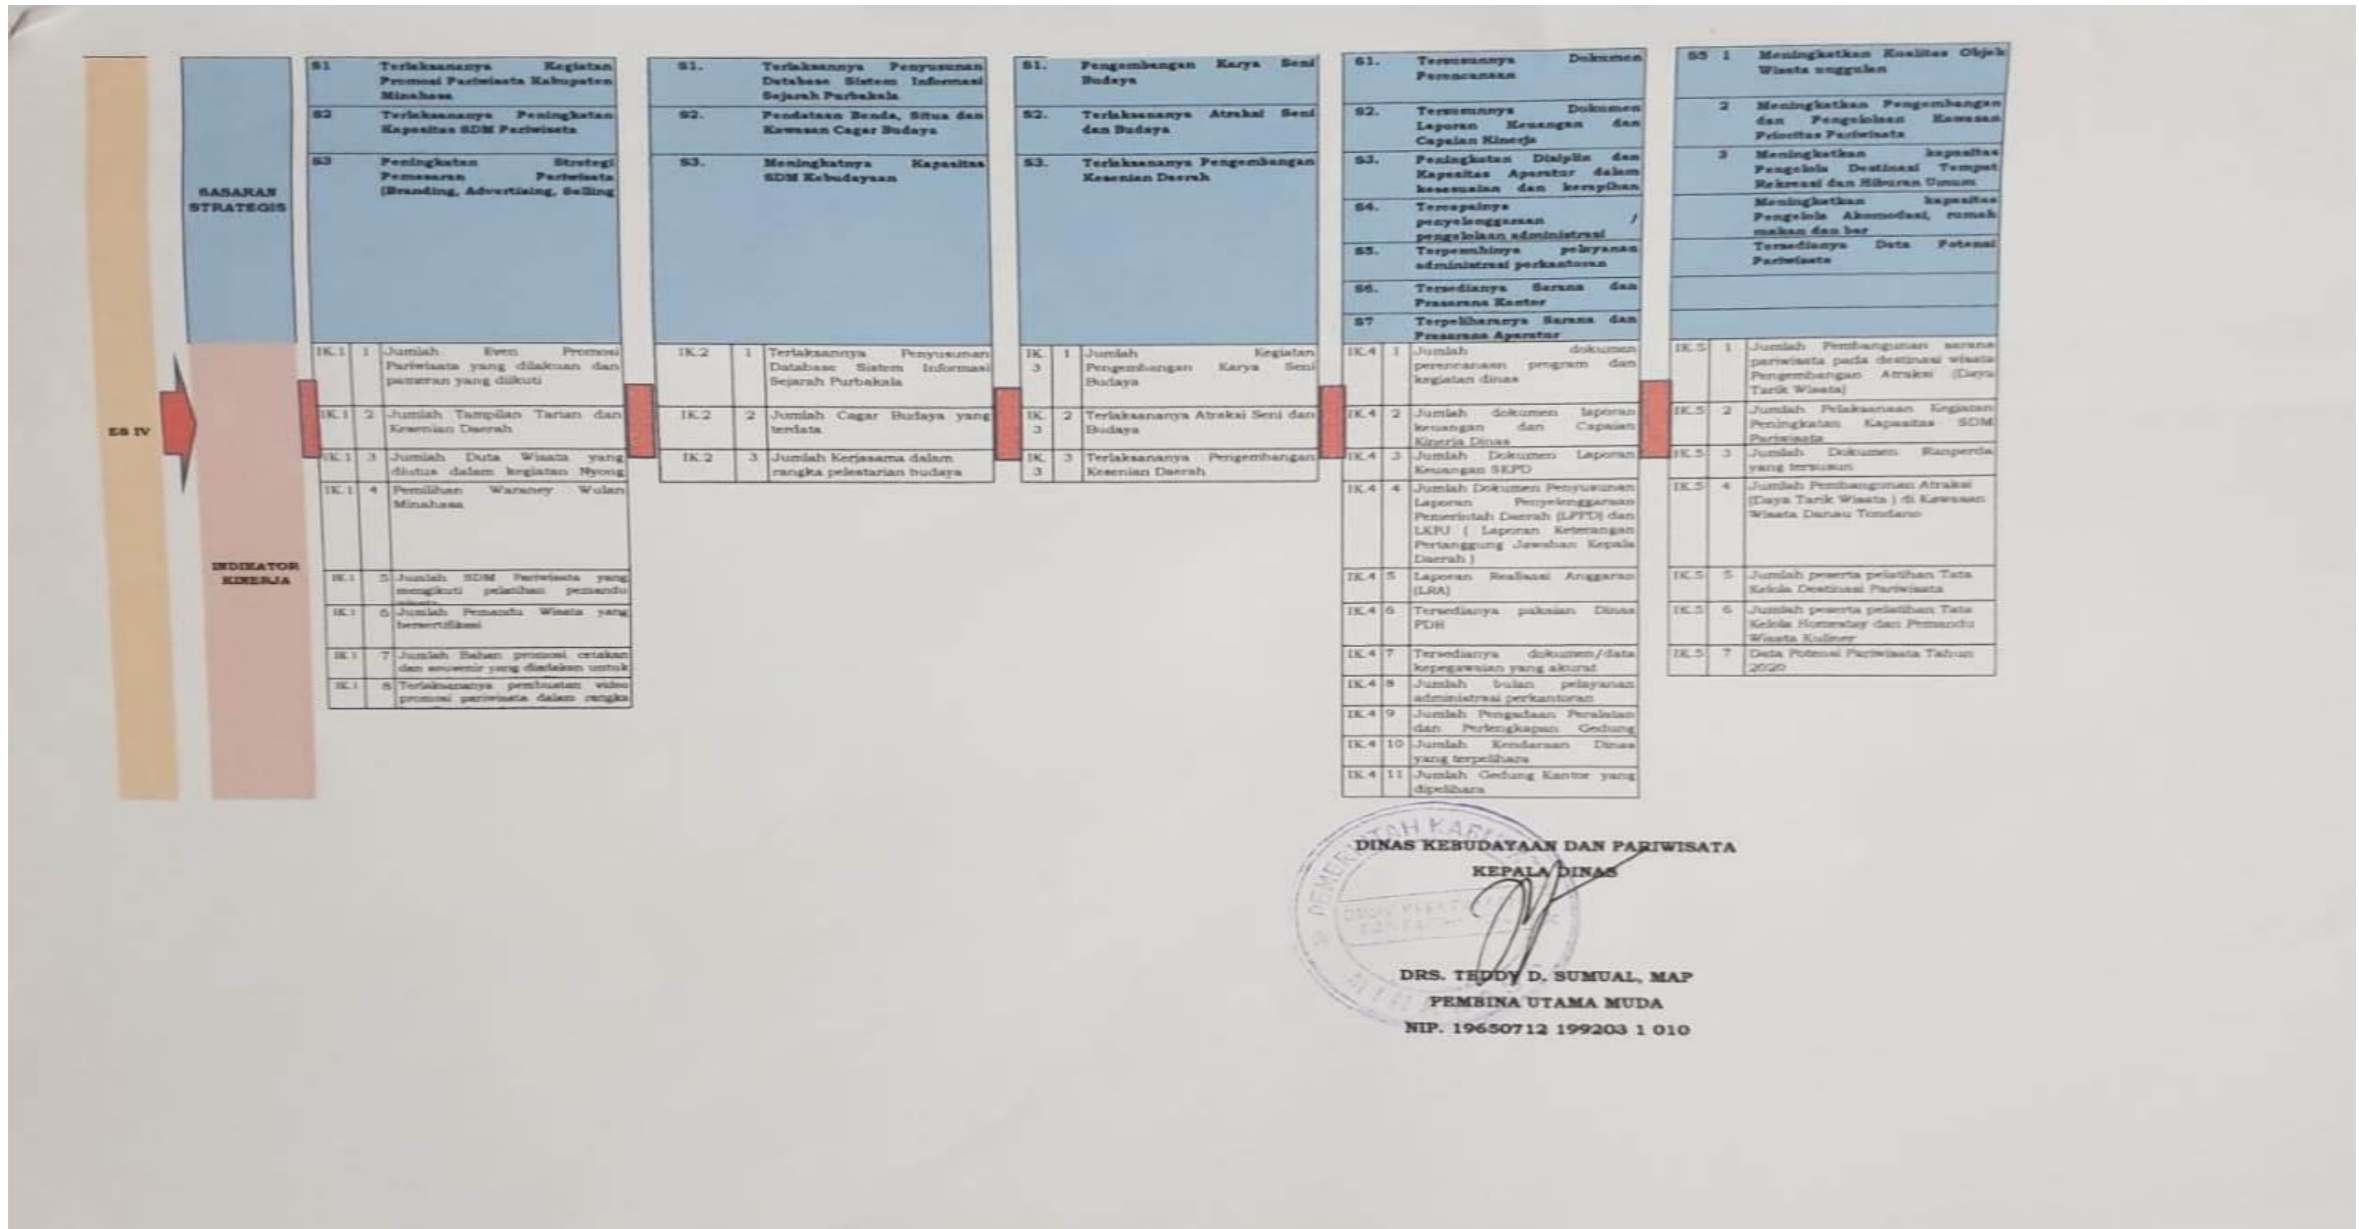 ES IV
SASARAN
STRATEGIS
S1 Terlaksananya Kegiatan
Promosi Pariwisata Kabupaten
Minahasa
S2 Terlaksananya Peningkatan
Kapasitas SDM Pariwisata
S3 Peningkatan Strategi
Pemasaran Pariwisata
(Branding, Advertising, Selling
S1. Terlaksannya Penyusunan
Database Sistem Informasi
Sejarah Purbakala
S2. Pendataan Benda, Situs dan
Kawasan Cagar Budaya
S3. Meningkatnya Kapasitas
SDM Kebudayaan
S1. Pengembangan Karya Seni
Budaya
S2. Terlaksananya Atraksi Seni
dan Budaya
S3. Terlaksananya Pengembangan
Kesenian Daerah
S1. Tersusunnya Dokumen
Perencanaan
S2. Tersusunnya Dokumen
Laporan Keuangan dan
Capaian Kinerja
S3. Peningkatan Disiplin dan
Kapasitas Aparatur dalam
kesesuaian dan kerapihan
S4. Tercapainya
penyelenggaraan /
pengelolaan administrasi
S5. Terpenuhinya pelayanan
administrasi perkantoran
S6. Tersedianya Sarana dan
Prasarana Kantor
S7 Terpeliharanya Sarana dan
Prasarana Aparatur
S5 1 Meningkatkan Kualitas Objek
Wisata unggulan
2 Meningkatkan Pengembangan
dan Pengelolaan Kawasan
Prioritas Pariwisata
3 Meningkatkan kapasitas
Pengelola Destinasi Tempat
Rekreasi dan Hiburan Umum
Meningkatkan kapasitas
Pengelola Akomodasi, rumah
makan dan bar
Tersedianya Data Potensi
Pariwisata
INDIKATOR
KINERJA
IK.1 1 Jumlah Even Promosi
Pariwisata yang dilakuan dan
pameran yang diikuti
IK.1 2 Jumlah Tampilan Tarian dan
Kesenian Daerah
IK.1 3 Jumlah Duta Wisata yang
diutus dalam kegiatan Nyong
IK.1 4 Pemilihan Waraney Wulan
Minahasa
IK.1 5 Jumlah SDM Pariwisata yang
mengikuti pelatihan pemandu
IK.1 6 Jumlah Pemandu Wisata yang
bersertifikasi
IK.1 7 Jumlah Bahan promosi cetakan
dan souvenir yang diadakan untuk
IK.1 8 Terlaksananya pembuatan video
promosi pariwisata dalam rangka
IK.2 1 Terlaksannya Penyusunan
Database Sistem Informasi
Sejarah Purbakala
IK.2 2 Jumlah Cagar Budaya yang
terdata
IK.2 3 Jumlah Kerjasama dalam
rangka pelestarian budaya
IK. 3 1 Jumlah Kegiatan
Pengembangan Karya Seni
Budaya
IK. 3 2 Terlaksananya Atraksi Seni dan
Budaya
IK. 3 3 Terlaksananya Pengembangan
Kesenian Daerah
IK.4 1 Jumlah dokumen
perencanaan program dan
kegiatan dinas
IK.4 2 Jumlah dokumen laporan
keuangan dan Capaian
Kinerja Dinas
IK.4 3 Jumlah Dokumen Laporan
Keuangan SKPD
IK.4 4 Jumlah Dokumen Penyusunan
Laporan Penyelenggaraan
Pemerintah Daerah (LPPD) dan
LKPJ ( Laporan Keterangan
Pertanggung Jawaban Kepala
Daerah )
IK.4 5 Laporan Realisasi Anggaran
(LRA)
IK.4 6 Tersedianya pakaian Dinas
PDH
IK.4 7 Tersedianya dokumen/data
kepegawaian yang akurat
IK.4 8 Jumlah bulan pelayanan
administrasi perkantoran
IK.4 9 Jumlah Pengadaan Peralatan
dan Perlengkapan Gedung
IK.4 10 Jumlah Kendaraan Dinas
yang terpelihara
IK.4 11 Jumlah Gedung Kantor yang
dipelihara
IK.5 1 Jumlah Pembangunan sarana
pariwisata pada destinasi wisata
Pengembangan Atraksi (Daya
Tarik Wisata)
IK.5 2 Jumlah Pelaksanaan Kegiatan
Peningkatan Kapasitas SDM
Pariwisata
IK.5 3 Jumlah Dokumen Ranperda
yang tersusun
IK.5 4 Jumlah Pembangunan Atraksi
(Daya Tarik Wisata ) di Kawasan
Wisata Danau Tondano
IK.5 5 Jumlah peserta pelatihan Tata
Kelola Destinasi Pariwisata
IK.5 6 Jumlah peserta pelatihan Tata
Kelola Homestay dan Pemandu
Wisata Kuliner
IK.5 7 Data Potensi Pariwisata Tahun
2020
DINAS KEBUDAYAAN DAN PARIWISATA
KEPALA DINAS
DRS. TEDDY D. SUMUAL, MAP
PEMBINA UTAMA MUDA
NIP. 19650712 199203 1 010